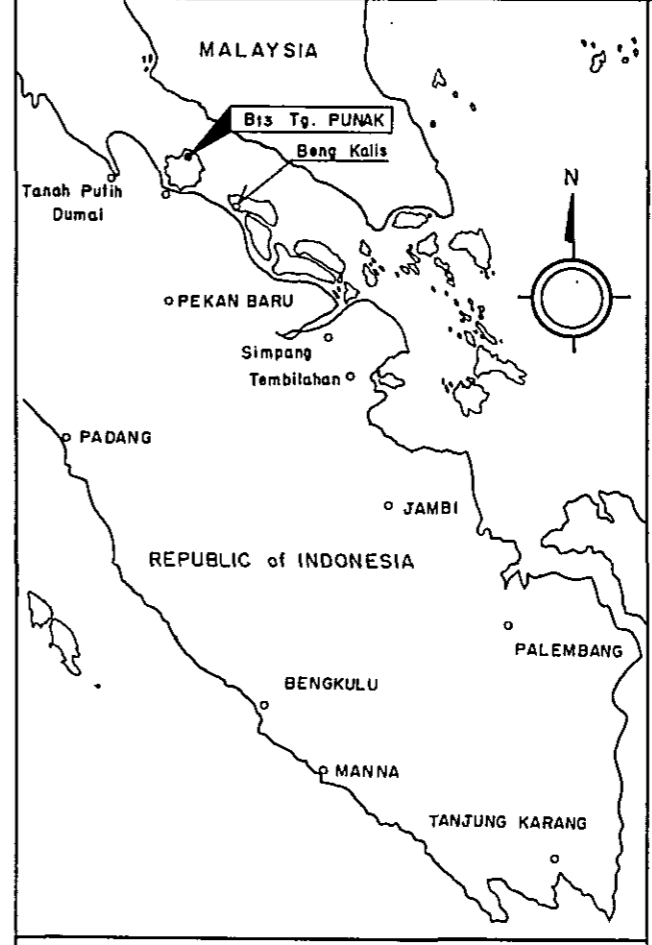 MALAYSIA
Bts Tg. PUNAK
Beng Kalis
N
Tanah Putih
Dumai
PEKAN BARU
Simpang
Tembilahan
PADANG
JAMBI
REPUBLIC of INDONESIA
PALEMBANG
BENGKULU
MANNA
TANJUNG KARANG